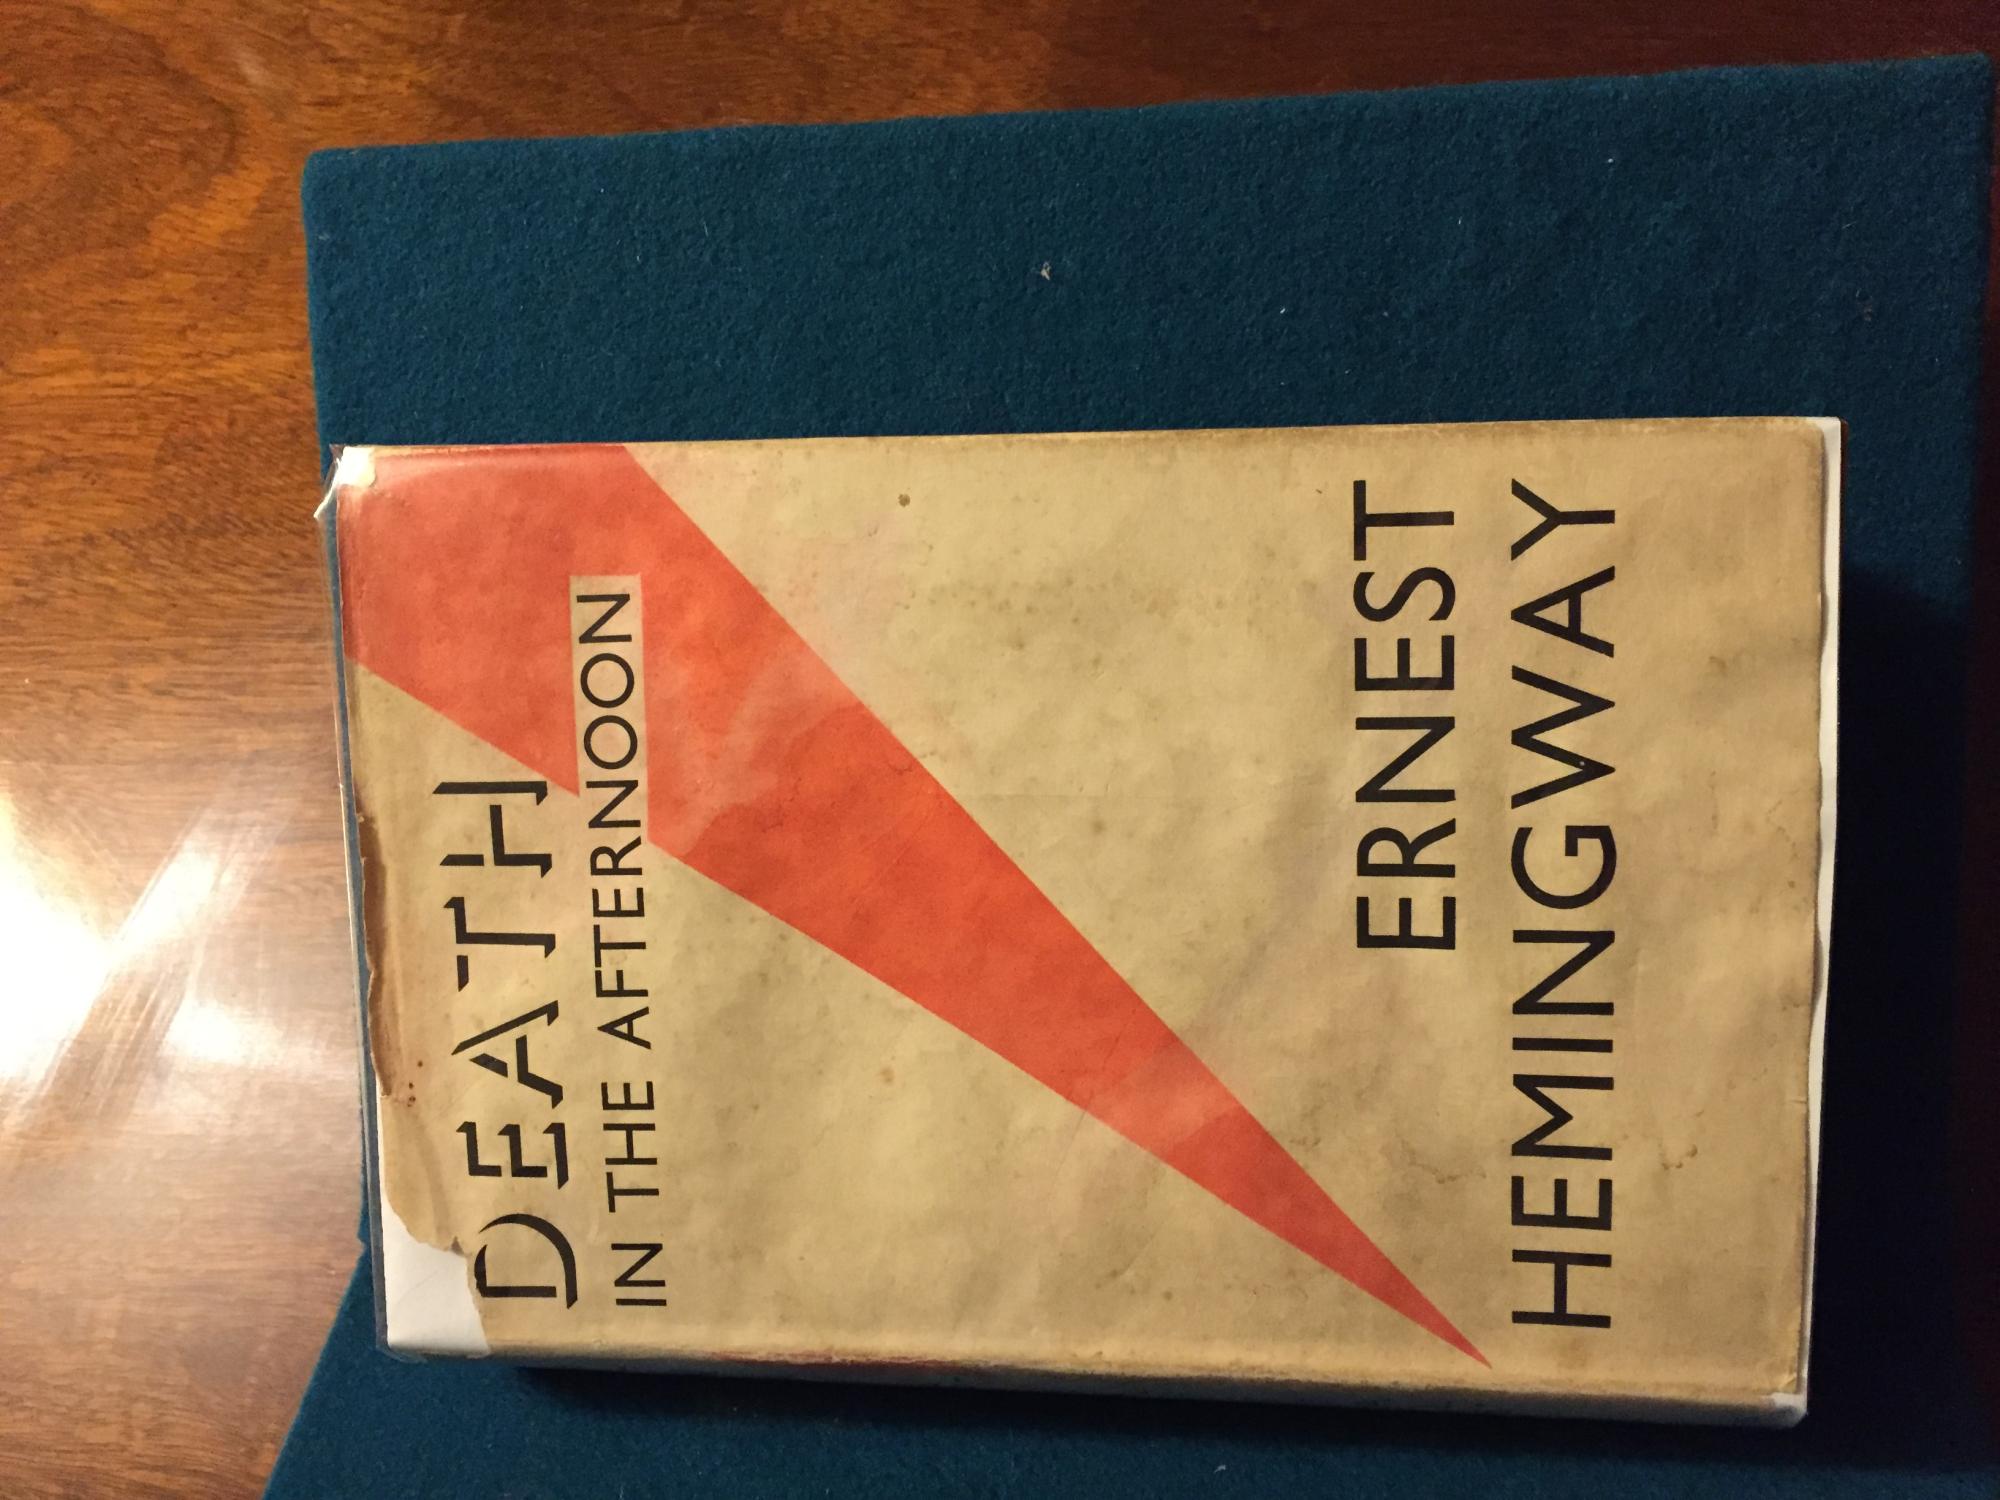 DEATH
IN THE AFTERNOON
ERNEST
HEMINGWAY